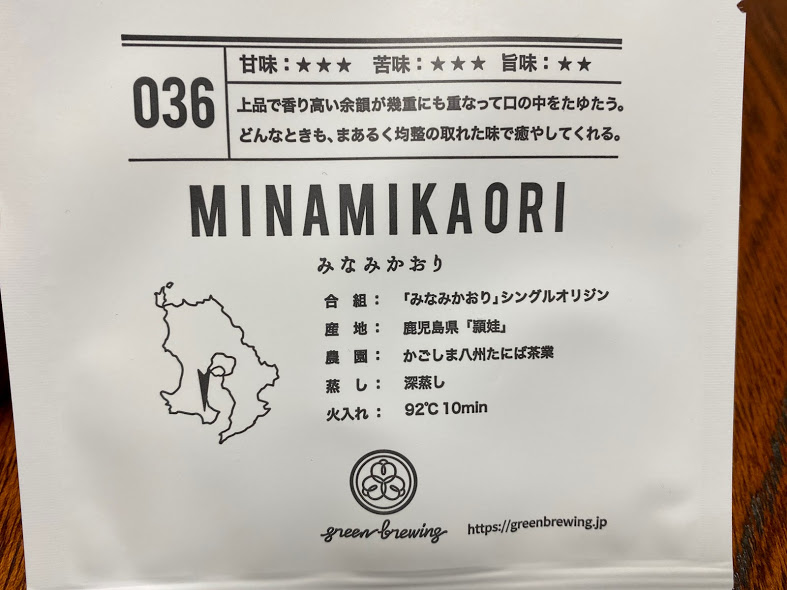 036
甘味：★★★ 苦味：★★★ 旨味：★★
上品で香り高い余韻が幾重にも重なって口の中をたゆたう。
どんなときも、まあるく均整の取れた味で癒やしてくれる。
MINAMIKAORI
みなみかおり
合 組： 「みなみかおり」シングルオリジン
産 地： 鹿児島県『頴娃』
農 園： かごしま八州たにば茶業
蒸 し： 深蒸し
火入れ： 92℃ 10min
green brewing
https://greenbrewing.jp